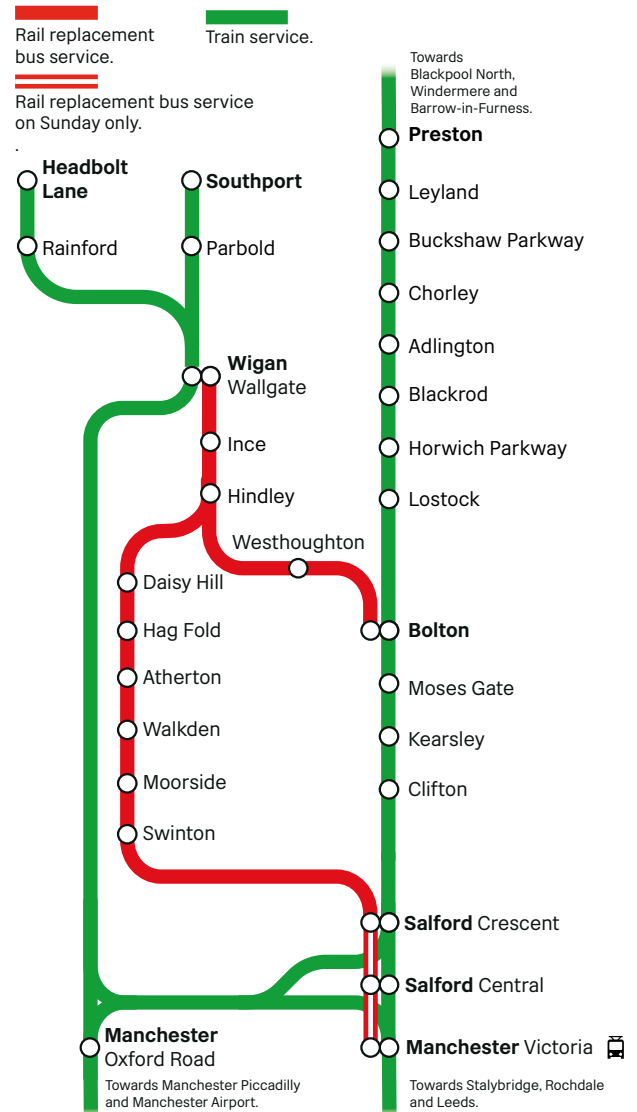 Rail replacement
bus service.
Train service.
Rail replacement bus service
on Sunday only.
.
Towards
Blackpool North,
Windermere and
Barrow-in-Furness.
Preston
Headbolt
Lane
Southport
Leyland
Rainford
Parbold
Buckshaw Parkway
Chorley
Adlington
Wigan
Wallgate
Blackrod
Ince
Horwich Parkway
Hindley
Lostock
Westhoughton
Daisy Hill
Hag Fold
Bolton
Atherton
Moses Gate
Walkden
Kearsley
Moorside
Clifton
Swinton
Salford Crescent
Salford Central
Manchester
Oxford Road
Manchester Victoria
Towards Manchester Piccadilly
and Manchester Airport.
Towards Stalybridge, Rochdale
and Leeds.